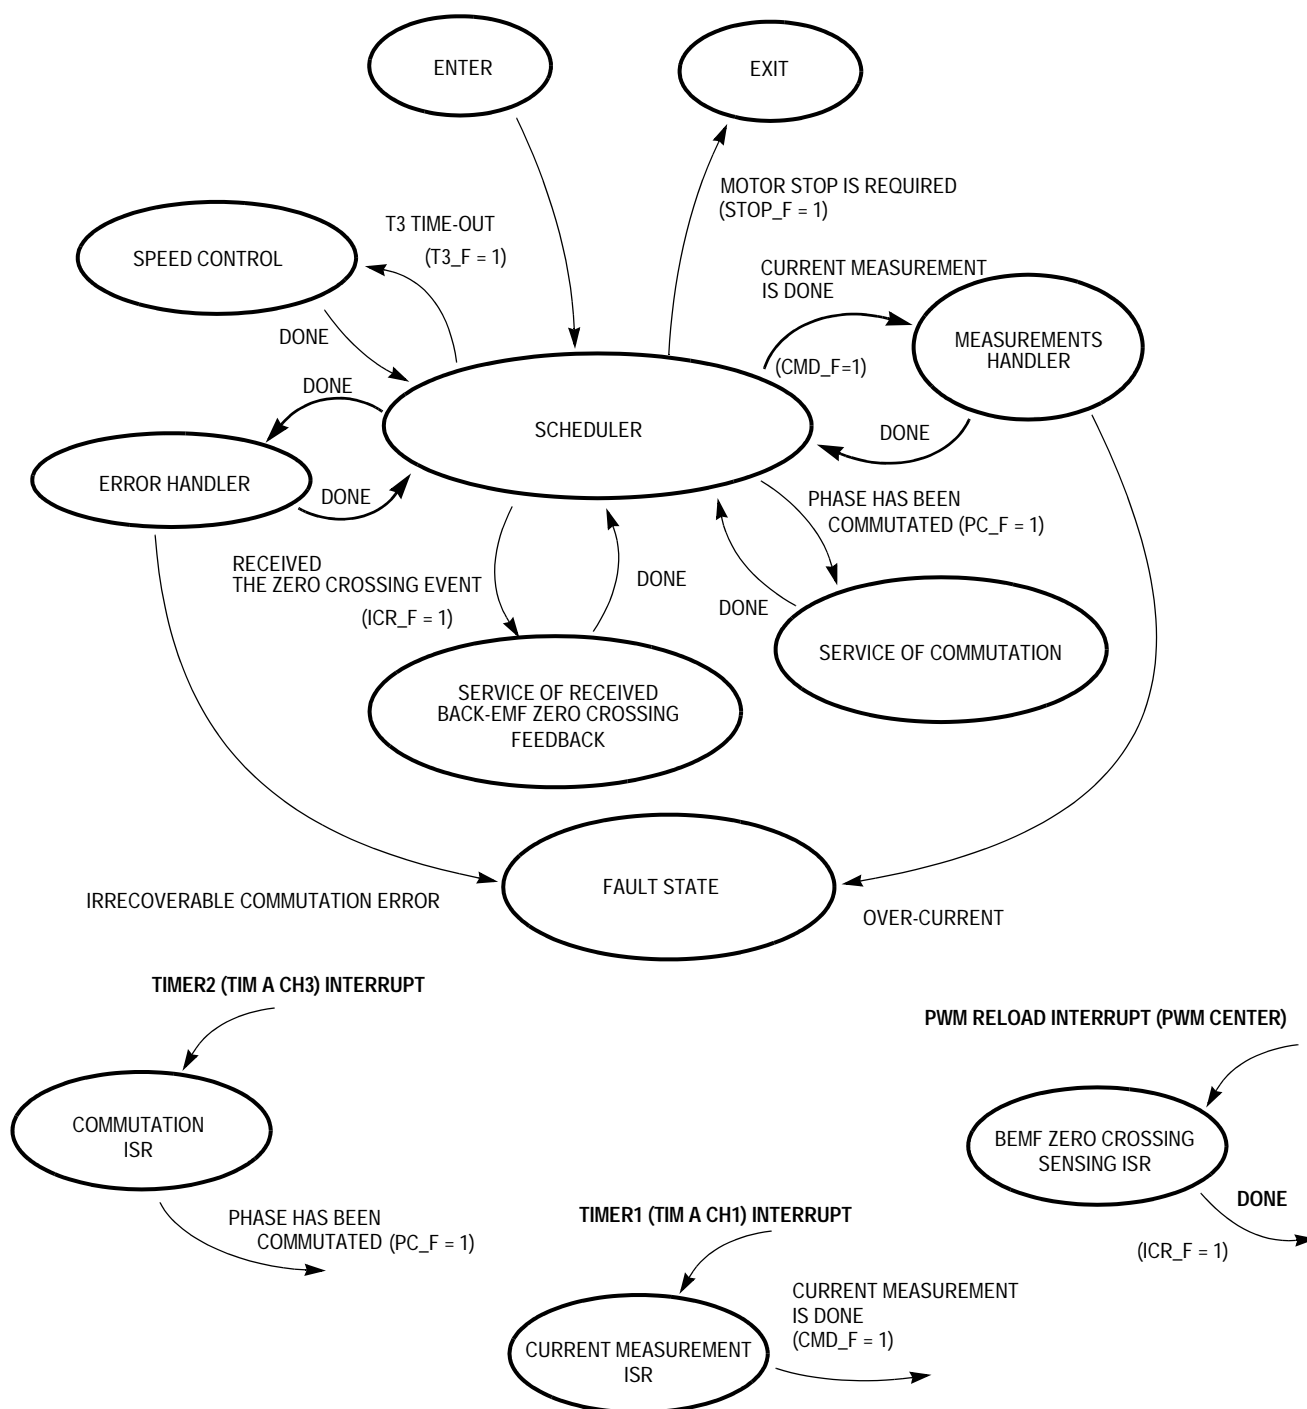 ENTER
EXIT
MOTOR STOP IS REQUIRED
(STOP_F = 1)
T3 TIME-OUT
(T3_F = 1)
SPEED CONTROL
CURRENT MEASUREMENT
IS DONE
DONE
MEASUREMENTS
HANDLER
(CMD_F=1)
DONE
SCHEDULER
DONE
ERROR HANDLER
DONE
PHASE HAS BEEN
COMMUTATED (PC_F = 1)
RECEIVED
THE ZERO CROSSING EVENT
(ICR_F = 1)
DONE
DONE
SERVICE OF COMMUTATION
SERVICE OF RECEIVED
BACK-EMF ZERO CROSSING
FEEDBACK
FAULT STATE
IRRECOVERABLE COMMUTATION ERROR
OVER-CURRENT
TIMER2 (TIM A CH3) INTERRUPT
PWM RELOAD INTERRUPT (PWM CENTER)
COMMUTATION
ISR
BEMF ZERO CROSSING
SENSING ISR
DONE
(ICR_F = 1)
PHASE HAS BEEN
COMMUTATED (PC_F = 1)
TIMER1 (TIM A CH1) INTERRUPT
CURRENT MEASUREMENT
IS DONE
(CMD_F = 1)
CURRENT MEASUREMENT
ISR